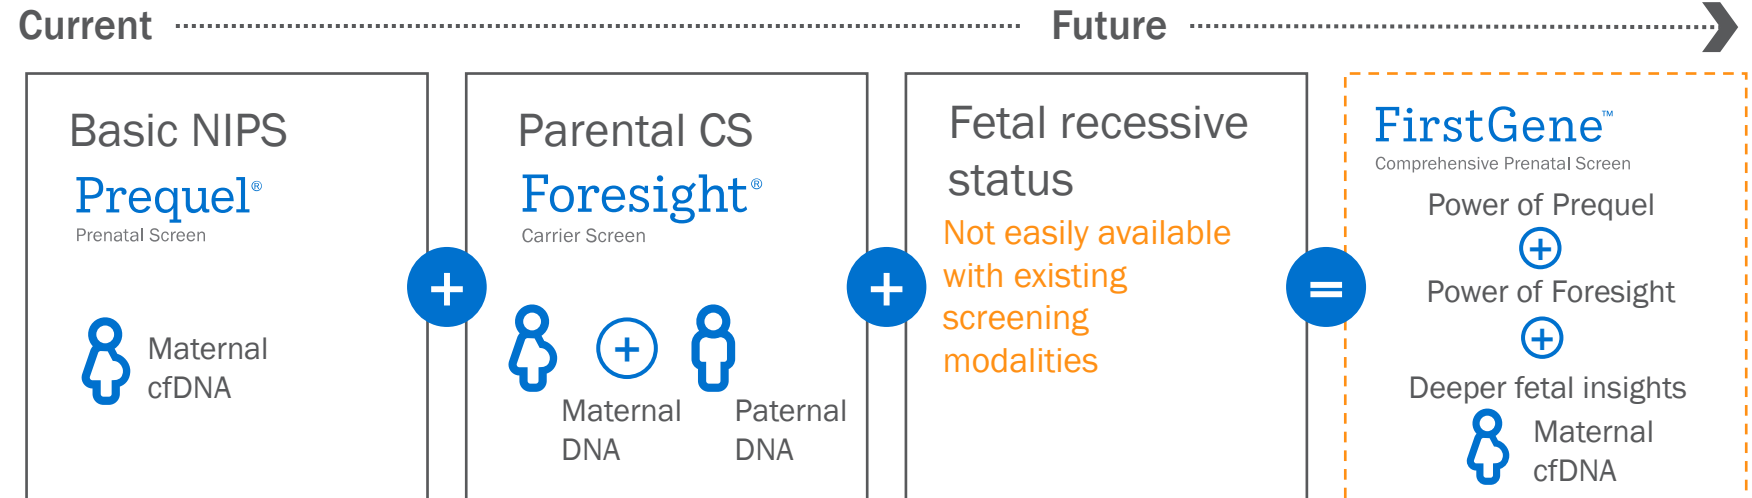 Current
Future
Basic NIPS
Prequel®
Prenatal Screen
Maternal
cfDNA
+
Parental CS
Foresight®
Carrier Screen
+
Maternal
DNA
Paternal
DNA
+
Fetal recessive
status
Not easily available
with existing
screening
modalities
=
FirstGene™
Comprehensive Prenatal Screen
Power of Prequel
+
Power of Foresight
+
Deeper fetal insights
Maternal
cfDNA